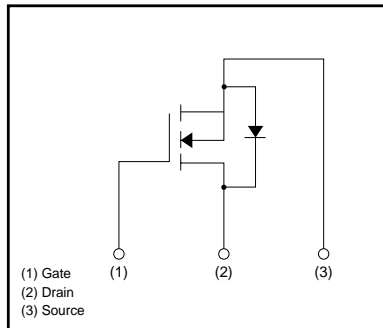 (1) (2) (3)
(1) Gate
(2) Drain
(3) Source